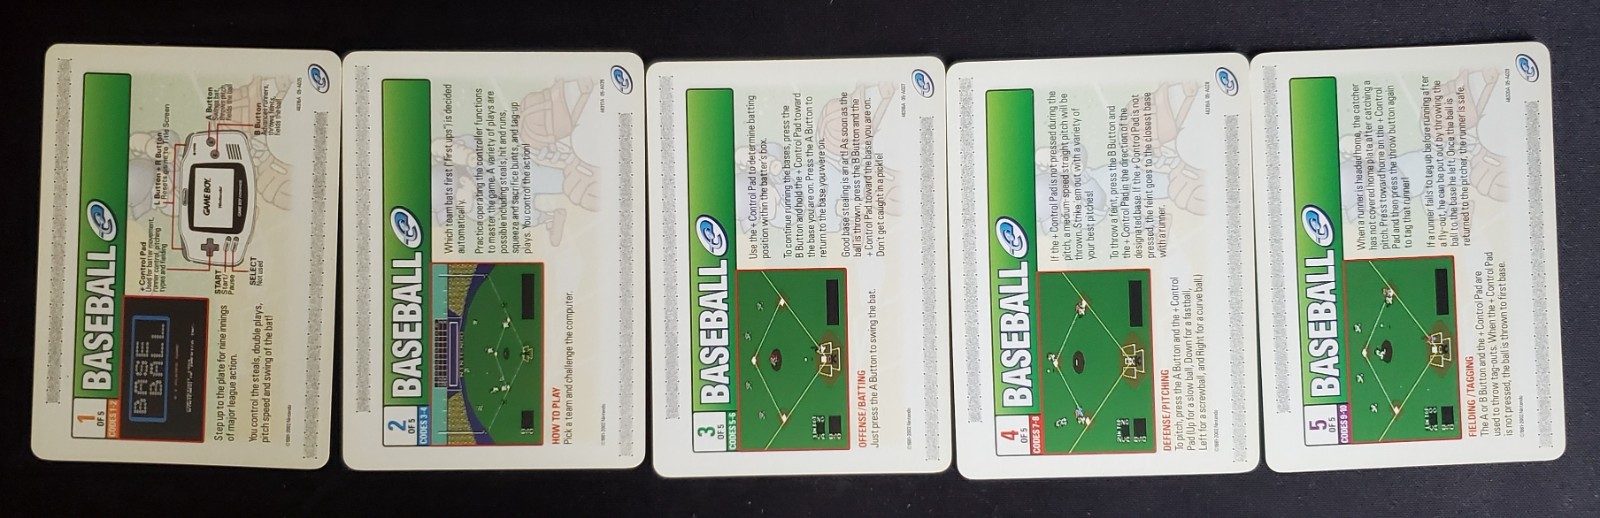 1
OF 5
CODES 1-2
BASEBALL
e
BASE
BALL
+ Control Pad
Used for batter movement,
runner control, pitching
types and fielding
L Button + R Button
Resets game to Title Screen
A Button
B Button
START
Start/
Pause
SELECT
Not used
GAME BOY
Nintendo
Step up to the plate for nine innings
of major league action.
You control the steals, double plays,
pitch speed and swing of the bat!
2
OF 5
CODES 3-4
BASEBALL
e
HOW TO PLAY
Pick a team and challenge the computer.
Which team bats first ("first ups") is decided
automatically.
Practice operating the controller functions
to master the game. A variety of plays are
possible including steals, hit and runs,
squeeze and sacrifice bunts, and tag-up
plays. You control the action!
3
OF 5
CODES 5-6
BASEBALL
e
OFFENSE/BATTING
Just press the A Button to swing the bat.
Use the + Control Pad to determine batting
position within the batter's box.
To continue running the bases, press the
B Button and hold the + Control Pad toward
the base you are on. Press the A Button to
return to the base you were on.
Good base stealing is an art! As soon as the
ball is thrown, press the B Button and the
+ Control Pad toward the base you are on.
Don't get caught in a pickle!
4
OF 5
CODES 7-8
BASEBALL
e
DEFENSE/PITCHING
To pitch, press the A Button and the + Control
Pad (Up for a slow ball, Down for a fastball,
Left for a screwball, and Right for a curve ball)
If the + Control Pad is not pressed during the
pitch, a medium-speed straight pitch will be
thrown. Strike 'em out with a variety of
your best pitches!
To throw a feint, press the B Button and
the + Control Pad in the direction of the
designated base. If the + Control Pad is not
pressed, the feint goes to the closest base
with a runner.
5
OF 5
CODES 9-10
BASEBALL
e
FIELDING/TAGGING
The A or B Button and the + Control Pad are
used to throw tag-outs. When the + Control Pad
is not pressed, the ball is thrown to first base.
When a runner is headed home, the catcher
has not covered home plate after catching a
pitch. Press toward home on the + Control
Pad and then press the throw button again
to tag that runner!
If a runner fails to tag up before running after
a fly-out, he can be put out by throwing the
ball to the base he left. Once the ball is
returned to the pitcher, the runner is safe.